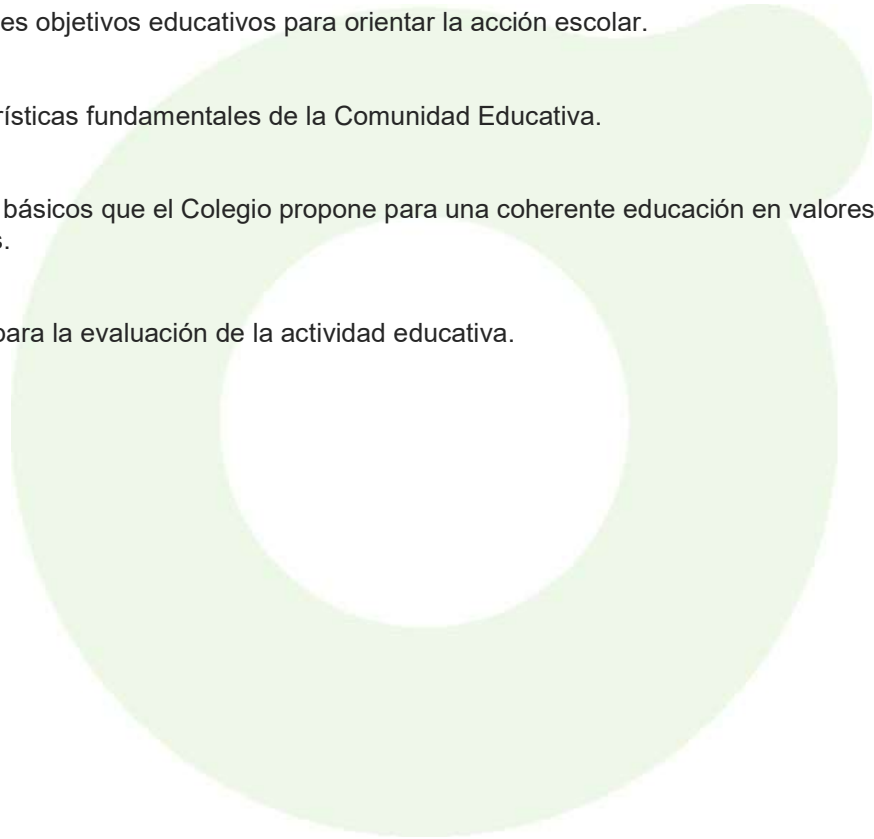 es objetivos educativos para orientar la acción escolar.
rísticas fundamentales de la Comunidad Educativa.
básicos que el Colegio propone para una coherente educación en valores
s.
para la evaluación de la actividad educativa.